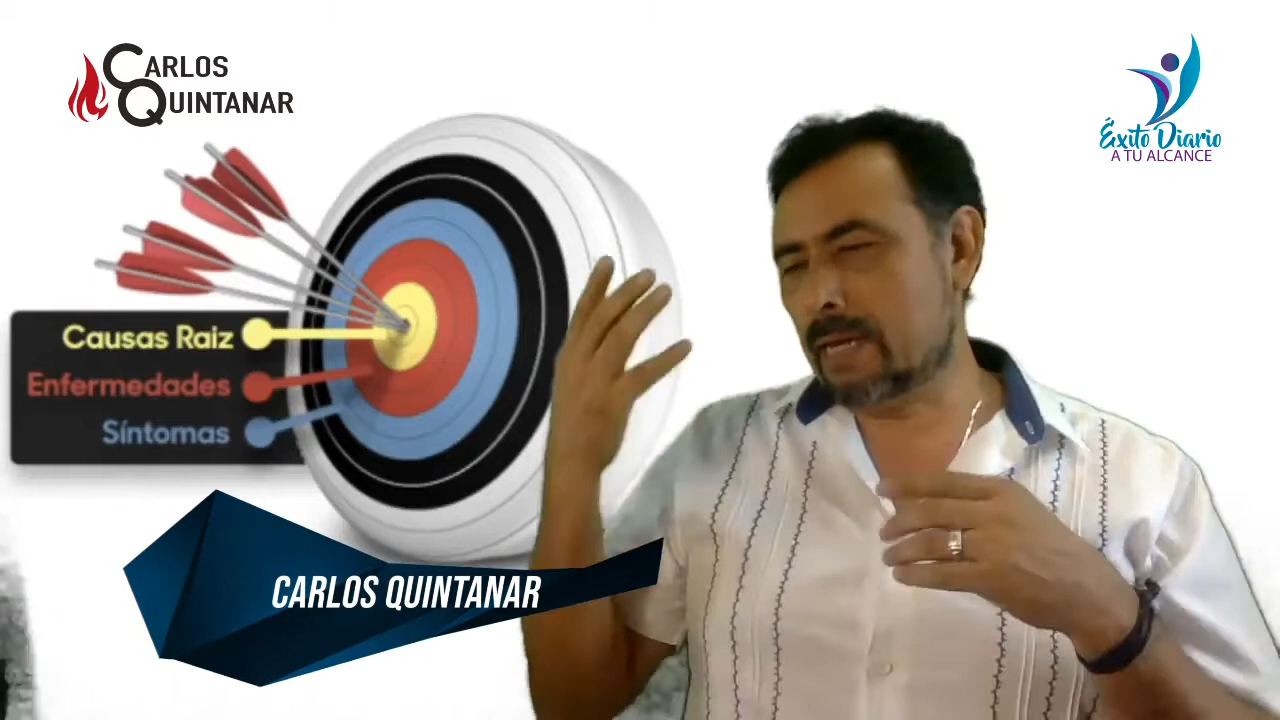 CARLOS
QUINTANAR
Éxito Diario
A TU ALCANCE
Causas Raiz
Enfermedades
Síntomas
CARLOS QUINTANAR